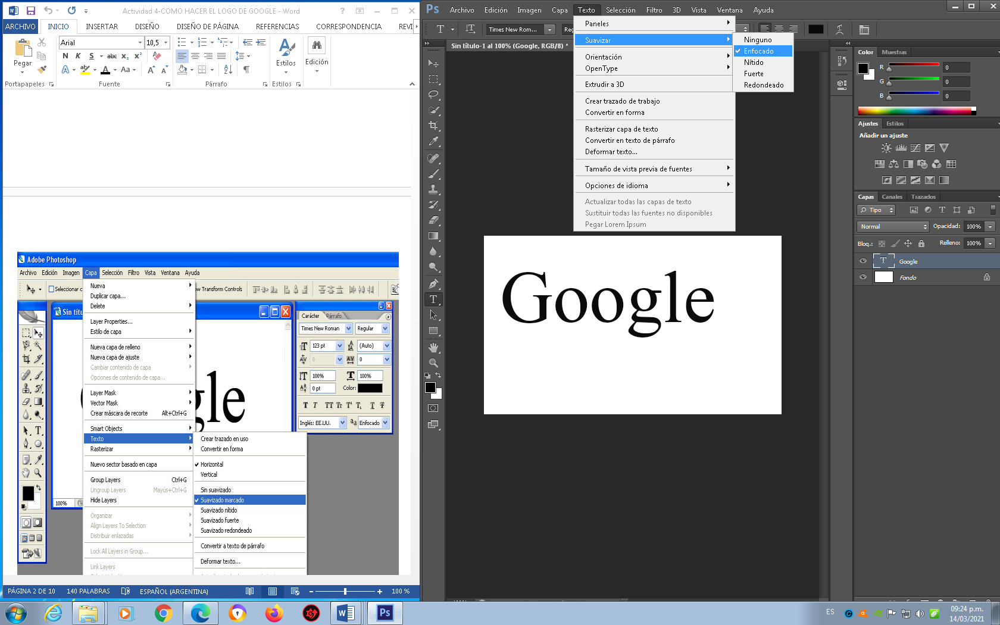 Actividad 4-COMO HACER EL LOGO DE GOOGLE - Word
ARCHIVO INICIO INSERTAR DISEÑO DISEÑO DE PÁGINA REFERENCIAS CORRESPONDENCIA REVI
Arial 10,5
Pegar
N K S abc x₂ x²
A ab A Aa A A
Estilos Edición
Portapapeles Fuente Párrafo Estilos
Adobe Photoshop
Archivo Edición Imagen Capa Selección Filtro Vista Ventana Ayuda
Seleccionar c
ow Transform Controls
Sin títu
Nueva
Duplicar capa...
Delete
Layer Properties...
Estilo de capa
Nueva capa de relleno
Nueva capa de ajuste
Cambiar contenido de capa
Opciones de contenido de capa...
Layer Mask
Vector Mask
Crear máscara de recorte Alt+Ctrl+G
Smart Objects
Texto
Rasterizar
Nuevo sector basado en capa
Group Layers Ctrl+G
Ungroup Layers Mayús+Ctrl+G
Hide Layers
Organizar
Align Layers To Selection
Distribuir enlazadas
Lock All Layers in Group...
Link Layers
Crear trazado en uso
Convertir en forma
Horizontal
Vertical
Sin suavizado
Suavizado marcado
Suavizado nítido
Suavizado fuerte
Suavizado redondeado
Convertir a texto de párrafo
Deformar texto...
gle
100%
Carácter Párrafo
Times New Roman Regular
123 pt (Auto)
0 0
100% 100%
0 pt Color:
T T TT Tr T¹ T₁ T T
Inglés: EE.UU. aa Enfocado
PÁGINA 2 DE 10 140 PALABRAS ESPAÑOL (ARGENTINA) 100 %
Ps Archivo Edición Imagen Capa Texto Selección Filtro 3D Vista Ventana Ayuda
T Times New Rom... Reg
Sin título-1 al 100% (Google, RGB/8) *
Paneles
Suavizar
Orientación
OpenType
Extrudir a 3D
Crear trazado de trabajo
Convertir en forma
Rasterizar capa de texto
Convertir en texto de párrafo
Deformar texto...
Tamaño de vista previa de fuentes
Opciones de idioma
Actualizar todas las capas de texto
Sustituir todas las fuentes no disponibles
Pegar Lorem Ipsum
Ninguno
Enfocado
Nítido
Fuerte
Redondeado
Google
Color Muestras
R 0
G 0
B 0
Ajustes Estilos
Añadir un ajuste
Capas Canales Trazados
Tipo
Normal Opacidad: 100%
Bloq.: Relleno: 100%
T Google
Fondo
ES
09:24 p.m.
14/03/2021